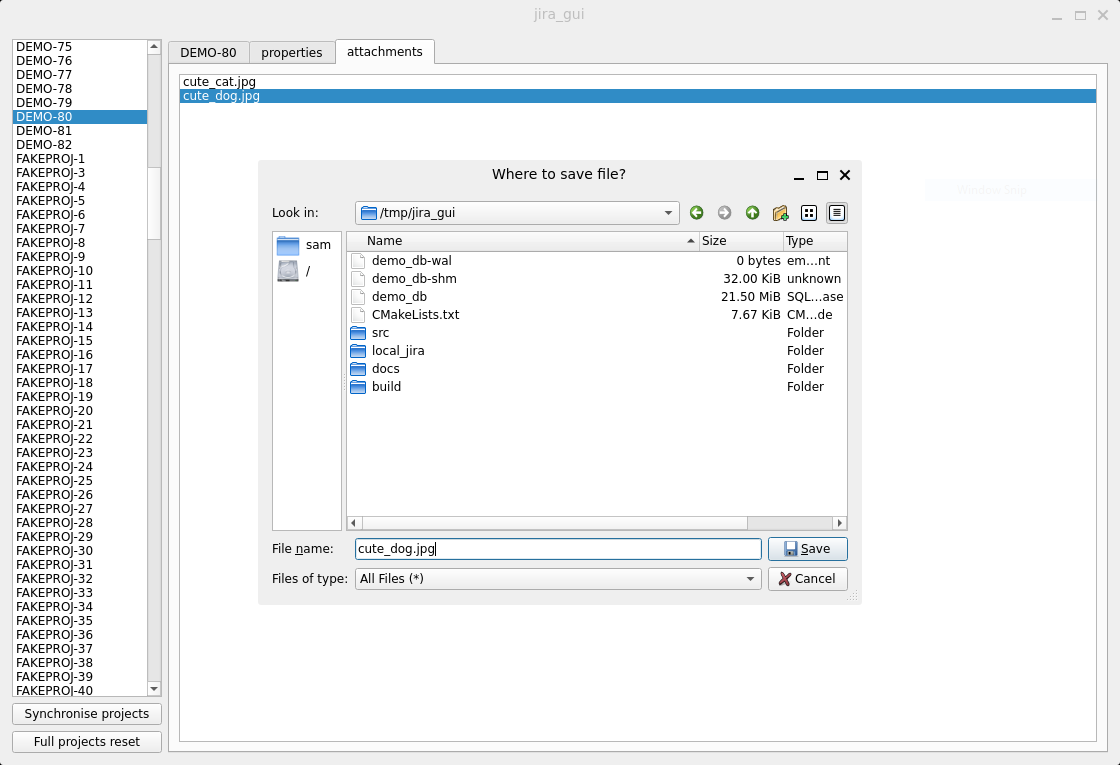 jira_gui
DEMO-75
DEMO-76
DEMO-77
DEMO-78
DEMO-79
DEMO-80
DEMO-81
DEMO-82
FAKEPROJ-1
FAKEPROJ-3
FAKEPROJ-4
FAKEPROJ-5
FAKEPROJ-6
FAKEPROJ-7
FAKEPROJ-8
FAKEPROJ-9
FAKEPROJ-10
FAKEPROJ-11
FAKEPROJ-12
FAKEPROJ-13
FAKEPROJ-14
FAKEPROJ-15
FAKEPROJ-16
FAKEPROJ-17
FAKEPROJ-18
FAKEPROJ-19
FAKEPROJ-20
FAKEPROJ-21
FAKEPROJ-22
FAKEPROJ-23
FAKEPROJ-24
FAKEPROJ-25
FAKEPROJ-26
FAKEPROJ-27
FAKEPROJ-28
FAKEPROJ-29
FAKEPROJ-30
FAKEPROJ-31
FAKEPROJ-32
FAKEPROJ-33
FAKEPROJ-34
FAKEPROJ-35
FAKEPROJ-36
FAKEPROJ-37
FAKEPROJ-38
FAKEPROJ-39
FAKEPROJ-40
Synchronise projects
Full projects reset
DEMO-80 properties attachments
cute_cat.jpg
cute_dog.jpg
Where to save file?
Look in: /tmp/jira_gui
sam
/
Name Size Type
demo_db-wal 0 bytes em...nt
demo_db-shm 32.00 KiB unknown
demo_db 21.50 MiB SQL...ase
CMakeLists.txt 7.67 KiB CM...de
src Folder
local_jira Folder
docs Folder
build Folder
File name: cute_dog.jpg Save
Files of type: All Files (*) Cancel